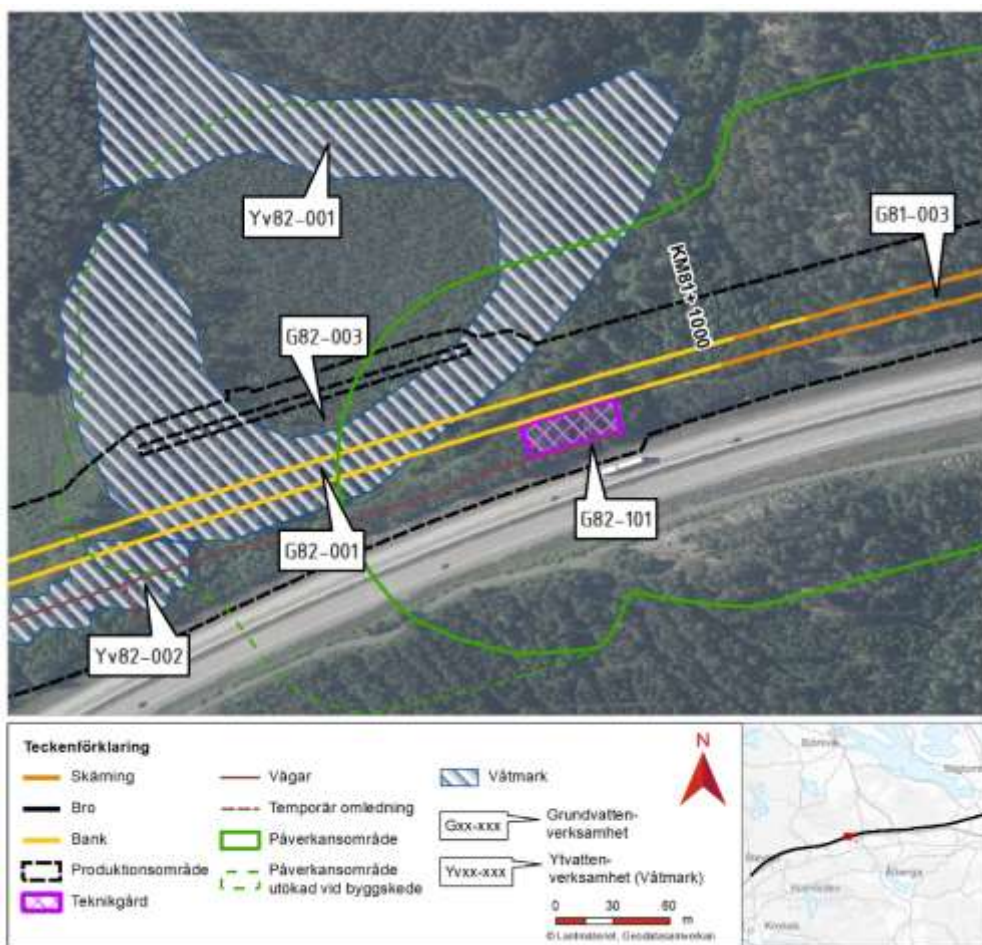 Yv82-001
G81-003
KM81+1000
G82-003
G82-101
G82-001
Yv82-002
Teckenförklaring
Skärning
Bro
Bank
Produktionsområde
Teknikgård
Vägar
Temporär omledning
Påverkansområde
Påverkansområde
utökad vid byggskede
Våtmark
Gxx-xxx
Grundvatten-
verksamhet
Yvxx-xxx
Ytvatten-
verksamhet (Våtmark)
N
0 30 60
m
© Lantmäteriet, Geodatasamverkan